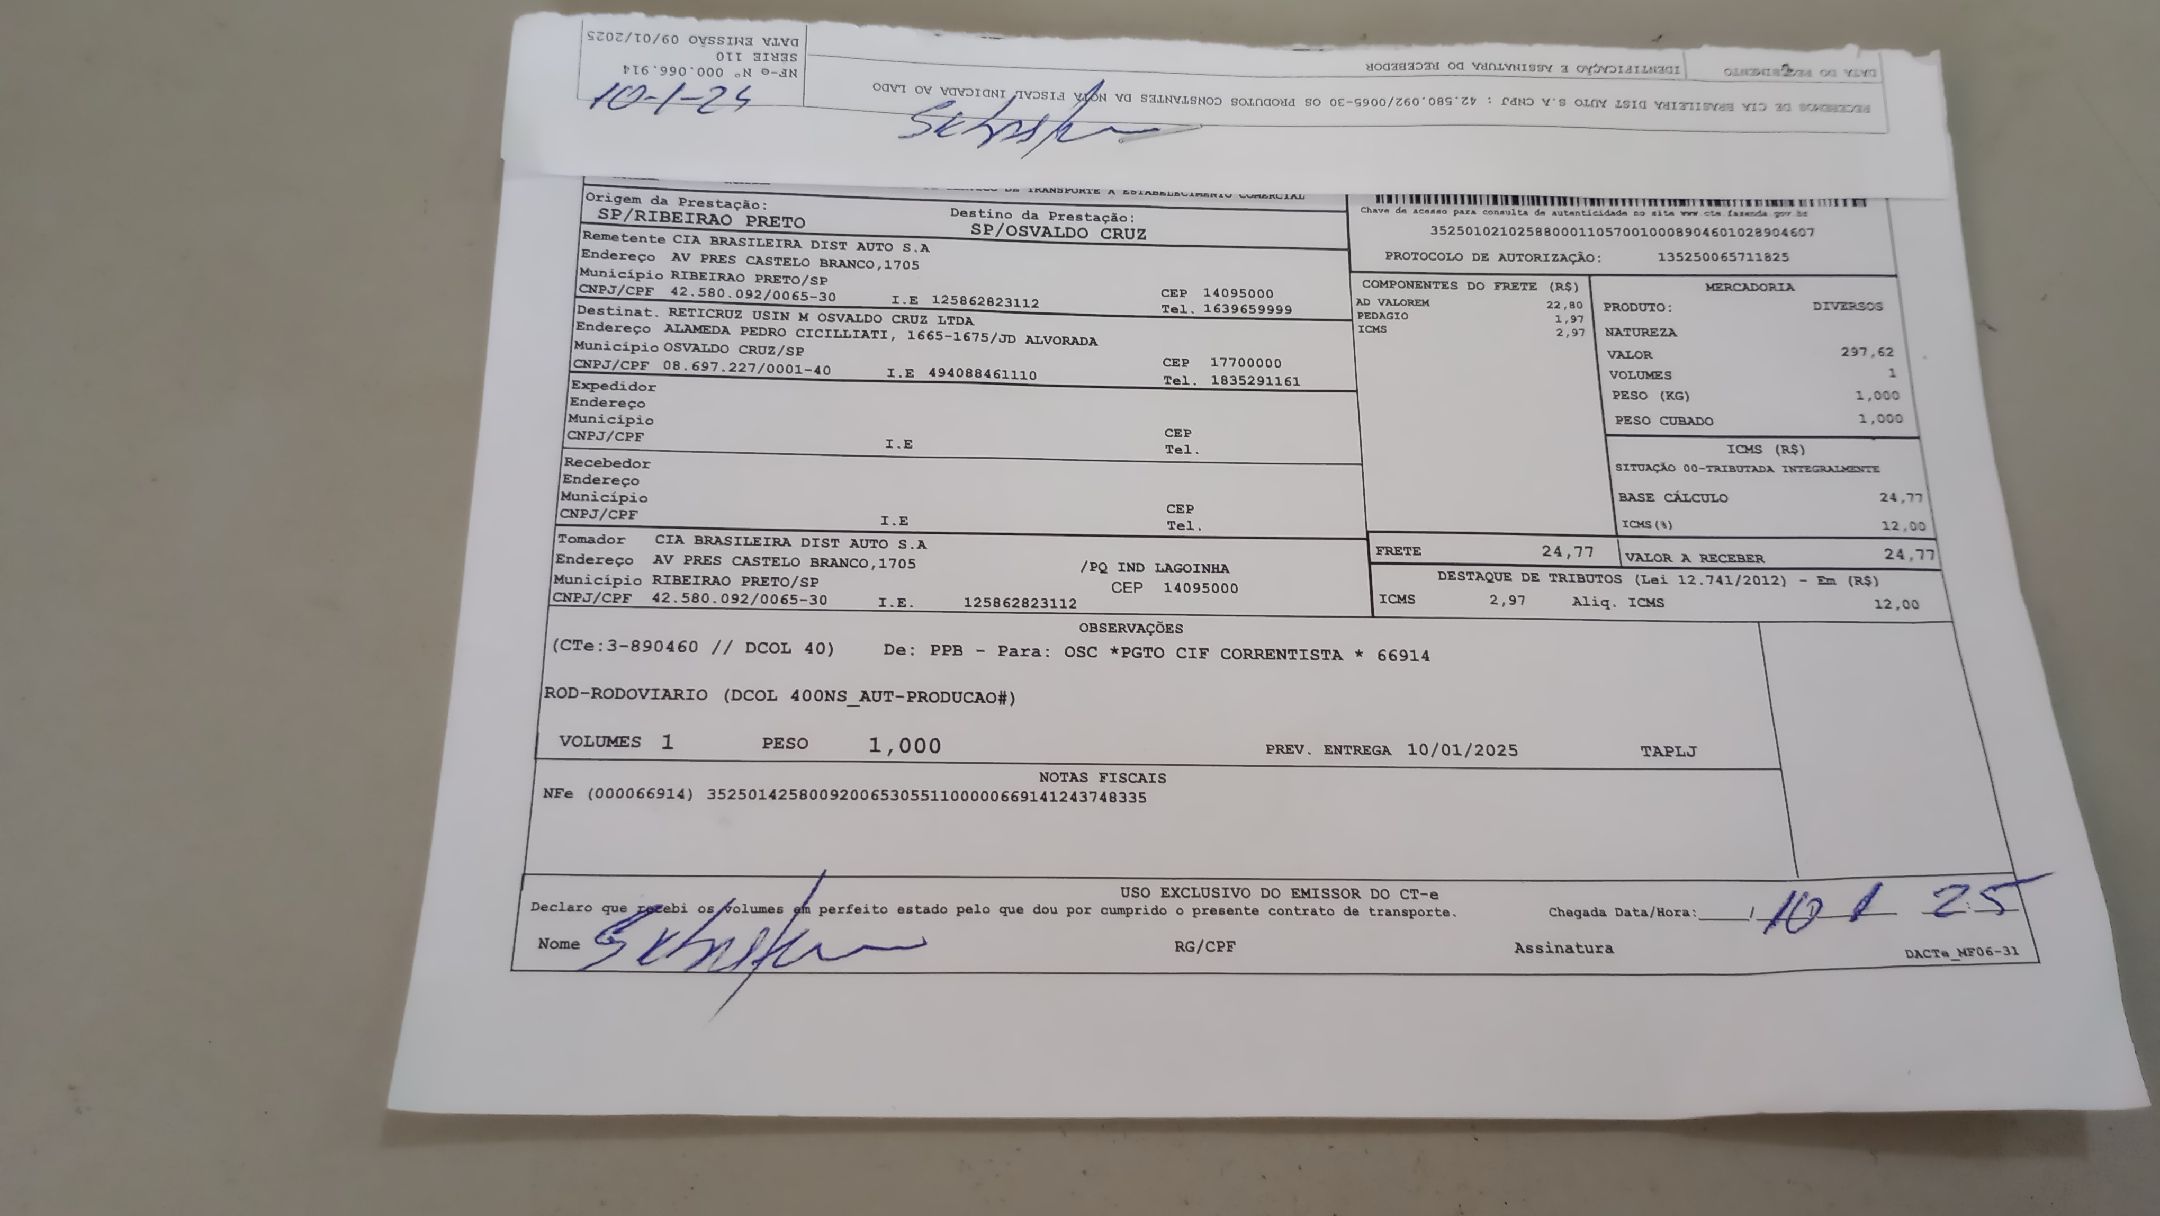 RECEBEMOS DE CIA BRASILEIRA DIST AUTO S.A CNPJ : 42.580.092/0065-30 OS PRODUTOS CONSTANTES DA NOTA FISCAL INDICADA AO LADO
DATA DO RECEBIMENTO IDENTIFICAÇÃO E ASSINATURA DO RECEBEDOR
NF-e Nº 000.066.914
SERIE 110
DATA EMISSÃO 09/01/2025
10-1-25
DE TRANSPORTE A ESTABELECIMENTO COMERCIAL
Origem da Prestação:
SP/RIBEIRAO PRETO
Destino da Prestação:
SP/OSVALDO CRUZ
Chave de acesso para consulta de autenticidade no site www.cte.fazenda.gov.br
35250102102588000110570010008904601028904607
PROTOCOLO DE AUTORIZAÇÃO: 135250065711825
Remetente CIA BRASILEIRA DIST AUTO S.A
Endereço AV PRES CASTELO BRANCO,1705
Município RIBEIRAO PRETO/SP
CEP 14095000
CNPJ/CPF 42.580.092/0065-30 I.E 125862823112 Tel. 1639659999
Destinat. RETICRUZ USIN M OSVALDO CRUZ LTDA
Endereço ALAMEDA PEDRO CICILLIATI, 1665-1675/JD ALVORADA
Município OSVALDO CRUZ/SP CEP 17700000
CNPJ/CPF 08.697.227/0001-40 I.E 494088461110 Tel. 1835291161
Expedidor
Endereço
Município CEP
CNPJ/CPF I.E Tel.
Recebedor
Endereço
Município CEP
CNPJ/CPF I.E Tel.
Tomador CIA BRASILEIRA DIST AUTO S.A
Endereço AV PRES CASTELO BRANCO,1705 /PQ IND LAGOINHA
Município RIBEIRAO PRETO/SP CEP 14095000
CNPJ/CPF 42.580.092/0065-30 I.E. 125862823112
COMPONENTES DO FRETE (R$)
AD VALOREM 22,80
PEDAGIO 1,97
ICMS 2,97
MERCADORIA
PRODUTO: DIVERSOS
NATUREZA
VALOR 297,62
VOLUMES 1
PESO (KG) 1,000
PESO CUBADO 1,000
ICMS (R$)
SITUAÇÃO 00-TRIBUTADA INTEGRALMENTE
BASE CÁLCULO 24,77
ICMS(%) 12,00
FRETE 24,77 VALOR A RECEBER 24,77
DESTAQUE DE TRIBUTOS (Lei 12.741/2012) - Em (R$)
ICMS 2,97 Aliq. ICMS 12,00
OBSERVAÇÕES
(CTe:3-890460 // DCOL 40) De: PPB - Para: OSC *PGTO CIF CORRENTISTA * 66914
ROD-RODOVIARIO (DCOL 400NS_AUT-PRODUCAO#)
VOLUMES 1 PESO 1,000 PREV. ENTREGA 10/01/2025 TAPLJ
NOTAS FISCAIS
NFe (000066914) 35250142580092006530551100000669141243748335
USO EXCLUSIVO DO EMISSOR DO CT-e
Declaro que recebi os volumes em perfeito estado pelo que dou por cumprido o presente contrato de transporte. Chegada Data/Hora: 10 1 25
Nome RG/CPF Assinatura DACTe_MF06-31